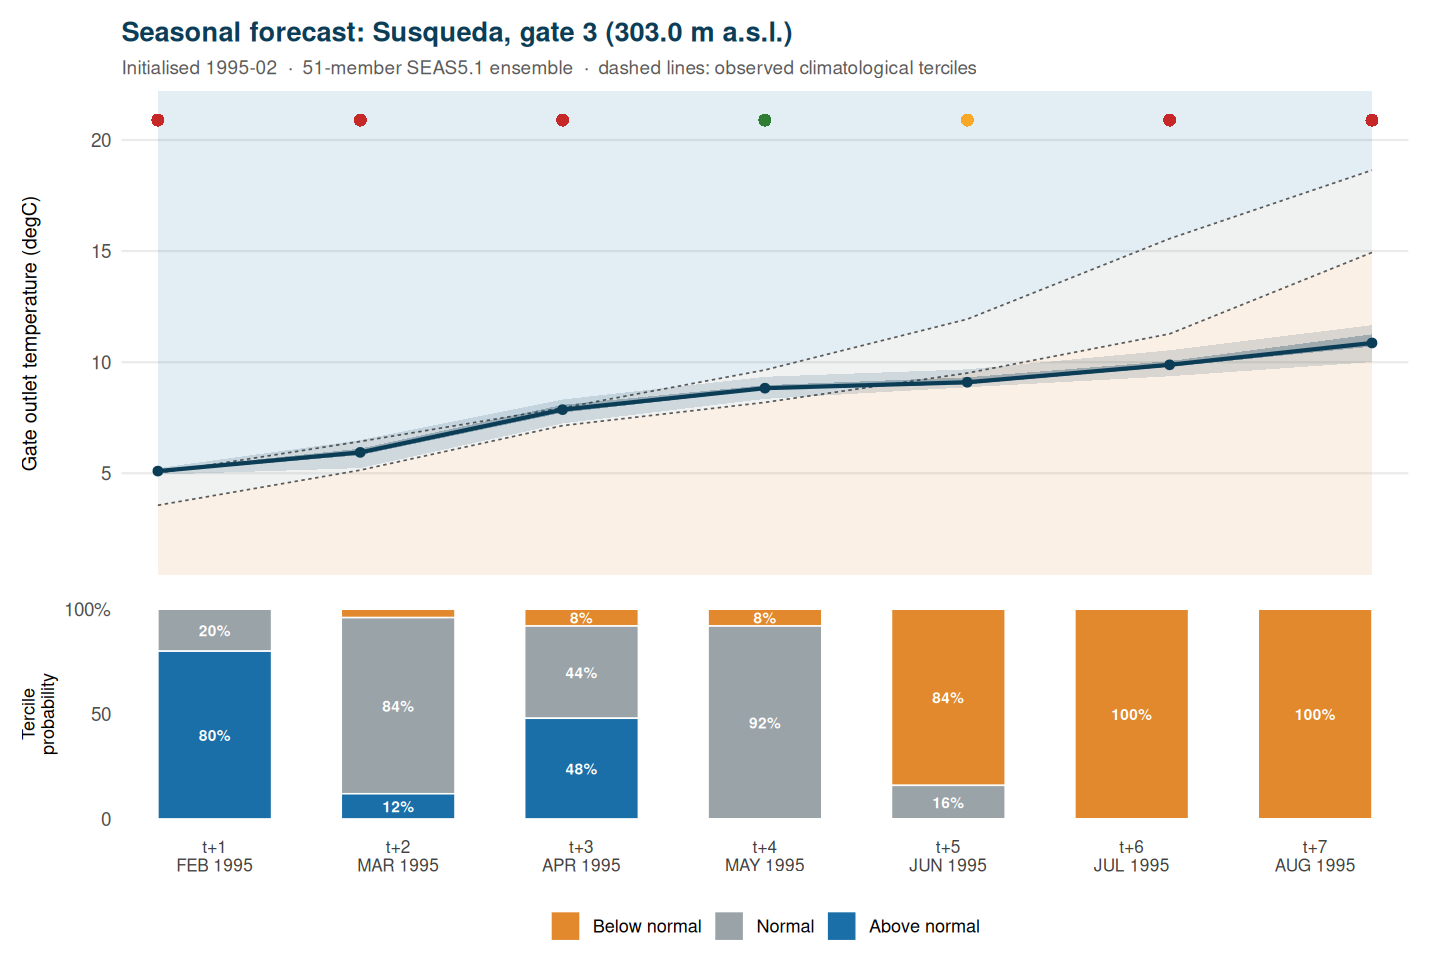 Seasonal forecast: Susqueda, gate 3 (303.0 m a.s.l.)
Initialised 1995-02 · 51-member SEAS5.1 ensemble · dashed lines: observed climatological terciles
Gate outlet temperature (degC)
20
15
10
5
Tercile
probability
100%
50
0
20%
80%
84%
12%
8%
44%
48%
8%
92%
84%
16%
100%
100%
t+1
FEB 1995
t+2
MAR 1995
t+3
APR 1995
t+4
MAY 1995
t+5
JUN 1995
t+6
JUL 1995
t+7
AUG 1995
Below normal
Normal
Above normal